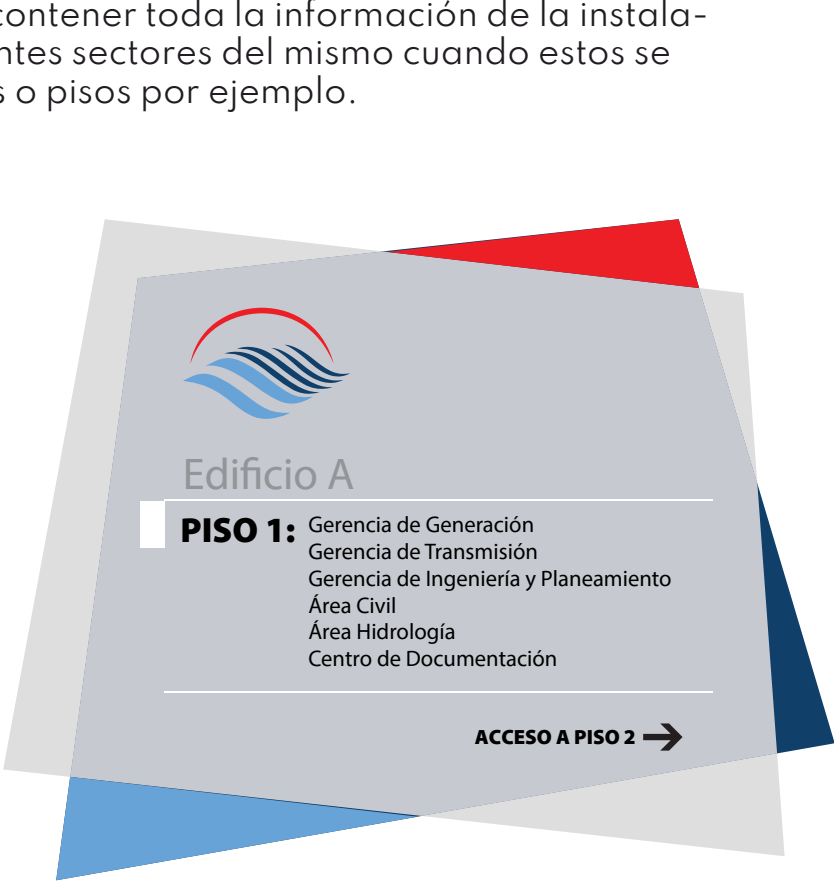 contener toda la información de la instala-
ntes sectores del mismo cuando estos se
s o pisos por ejemplo.
Edificio A
PISO 1: Gerencia de Generación
Gerencia de Transmisión
Gerencia de Ingeniería y Planeamiento
Área Civil
Área Hidrología
Centro de Documentación
ACCESO A PISO 2